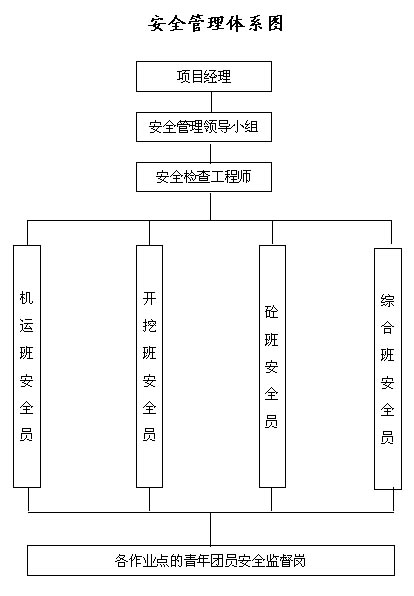 安全管理体系图
项目经理
安全管理领导小组
安全检查工程师
机运班安全员
开挖班安全员
砼班安全员
综合班安全员
各作业点的青年团员安全监督岗